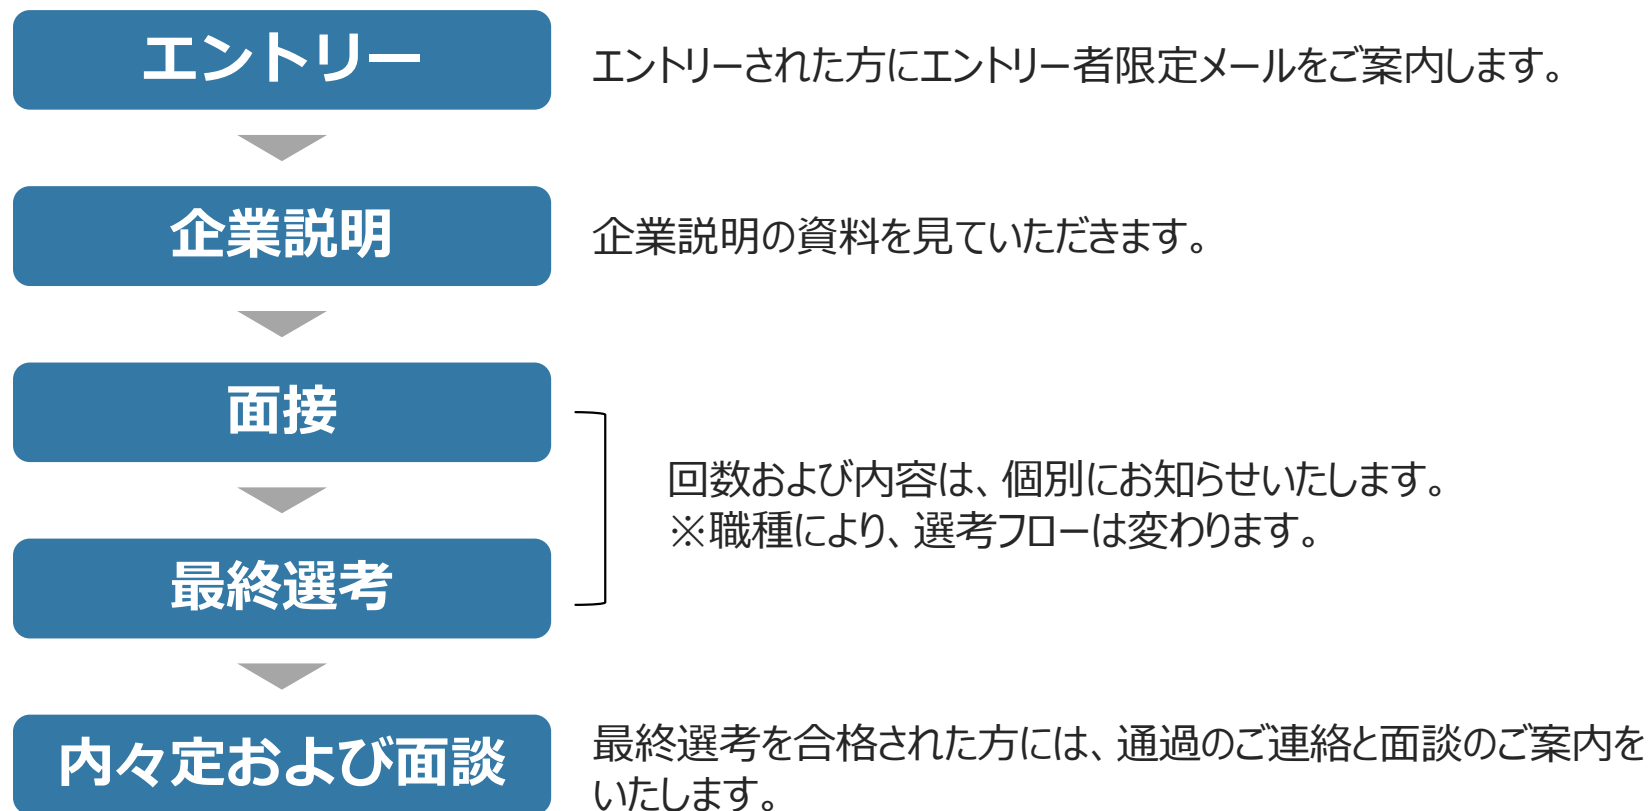 エントリー
エントリーされた方にエントリー者限定メールをご案内します。
企業説明
企業説明の資料を見ていただきます。
面接
回数および内容は、個別にお知らせいたします。
※職種により、選考フローは変わります。
最終選考
内々定および面談
最終選考を合格された方には、通過のご連絡と面談のご案内を
いたします。